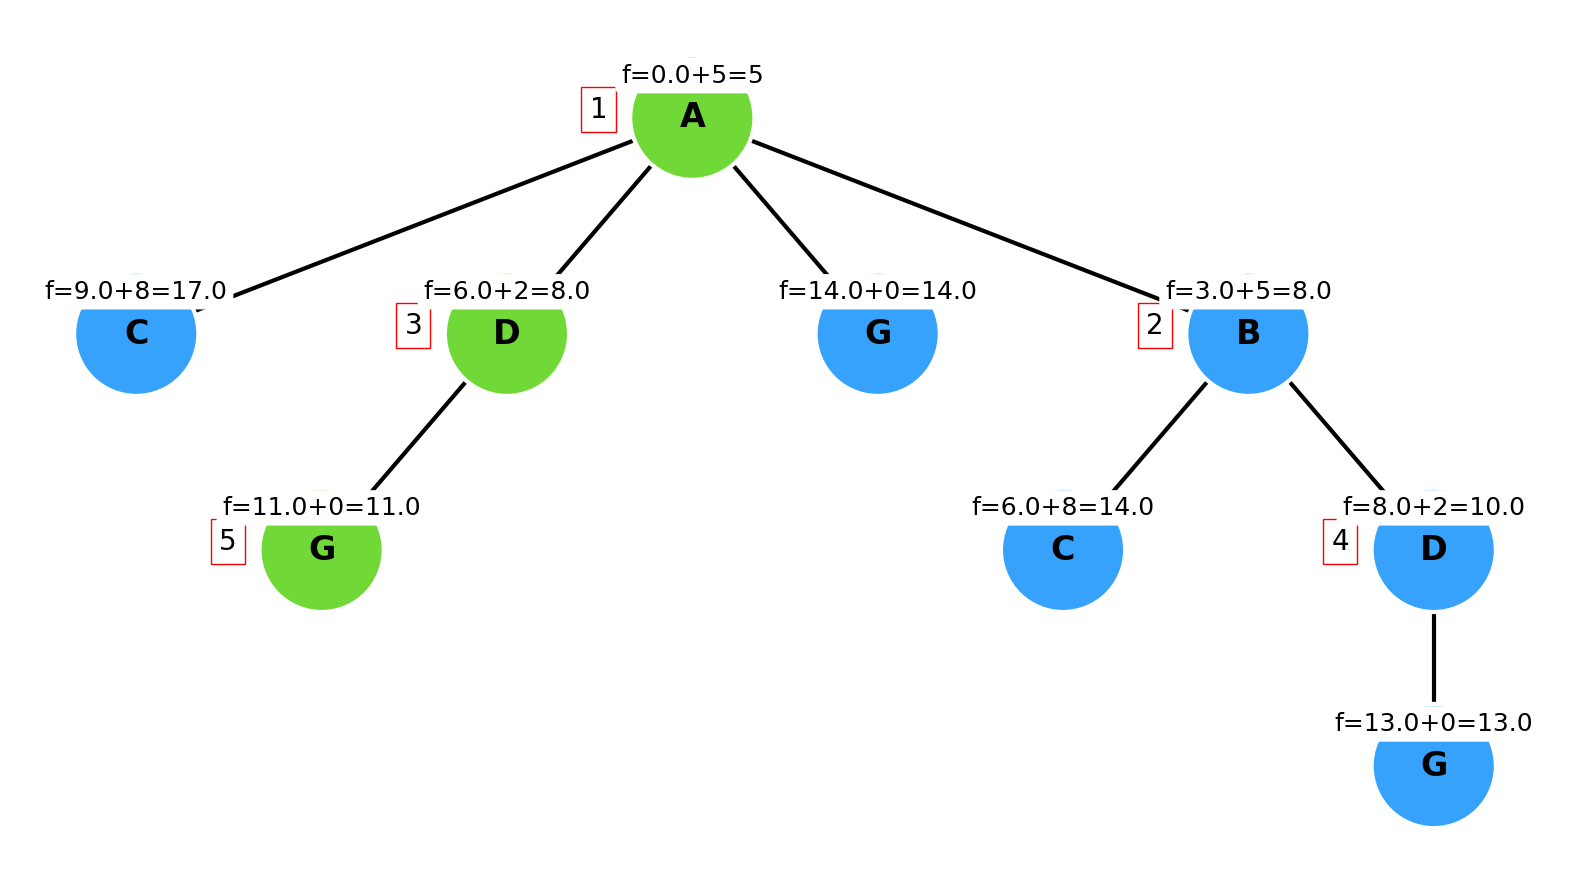 f=0.0+5=5
1
A
f=9.0+8=17.0
C
f=6.0+2=8.0
3
D
f=14.0+0=14.0
G
f=3.0+5=8.0
2
B
f=11.0+0=11.0
5
G
f=6.0+8=14.0
C
f=8.0+2=10.0
4
D
f=13.0+0=13.0
G